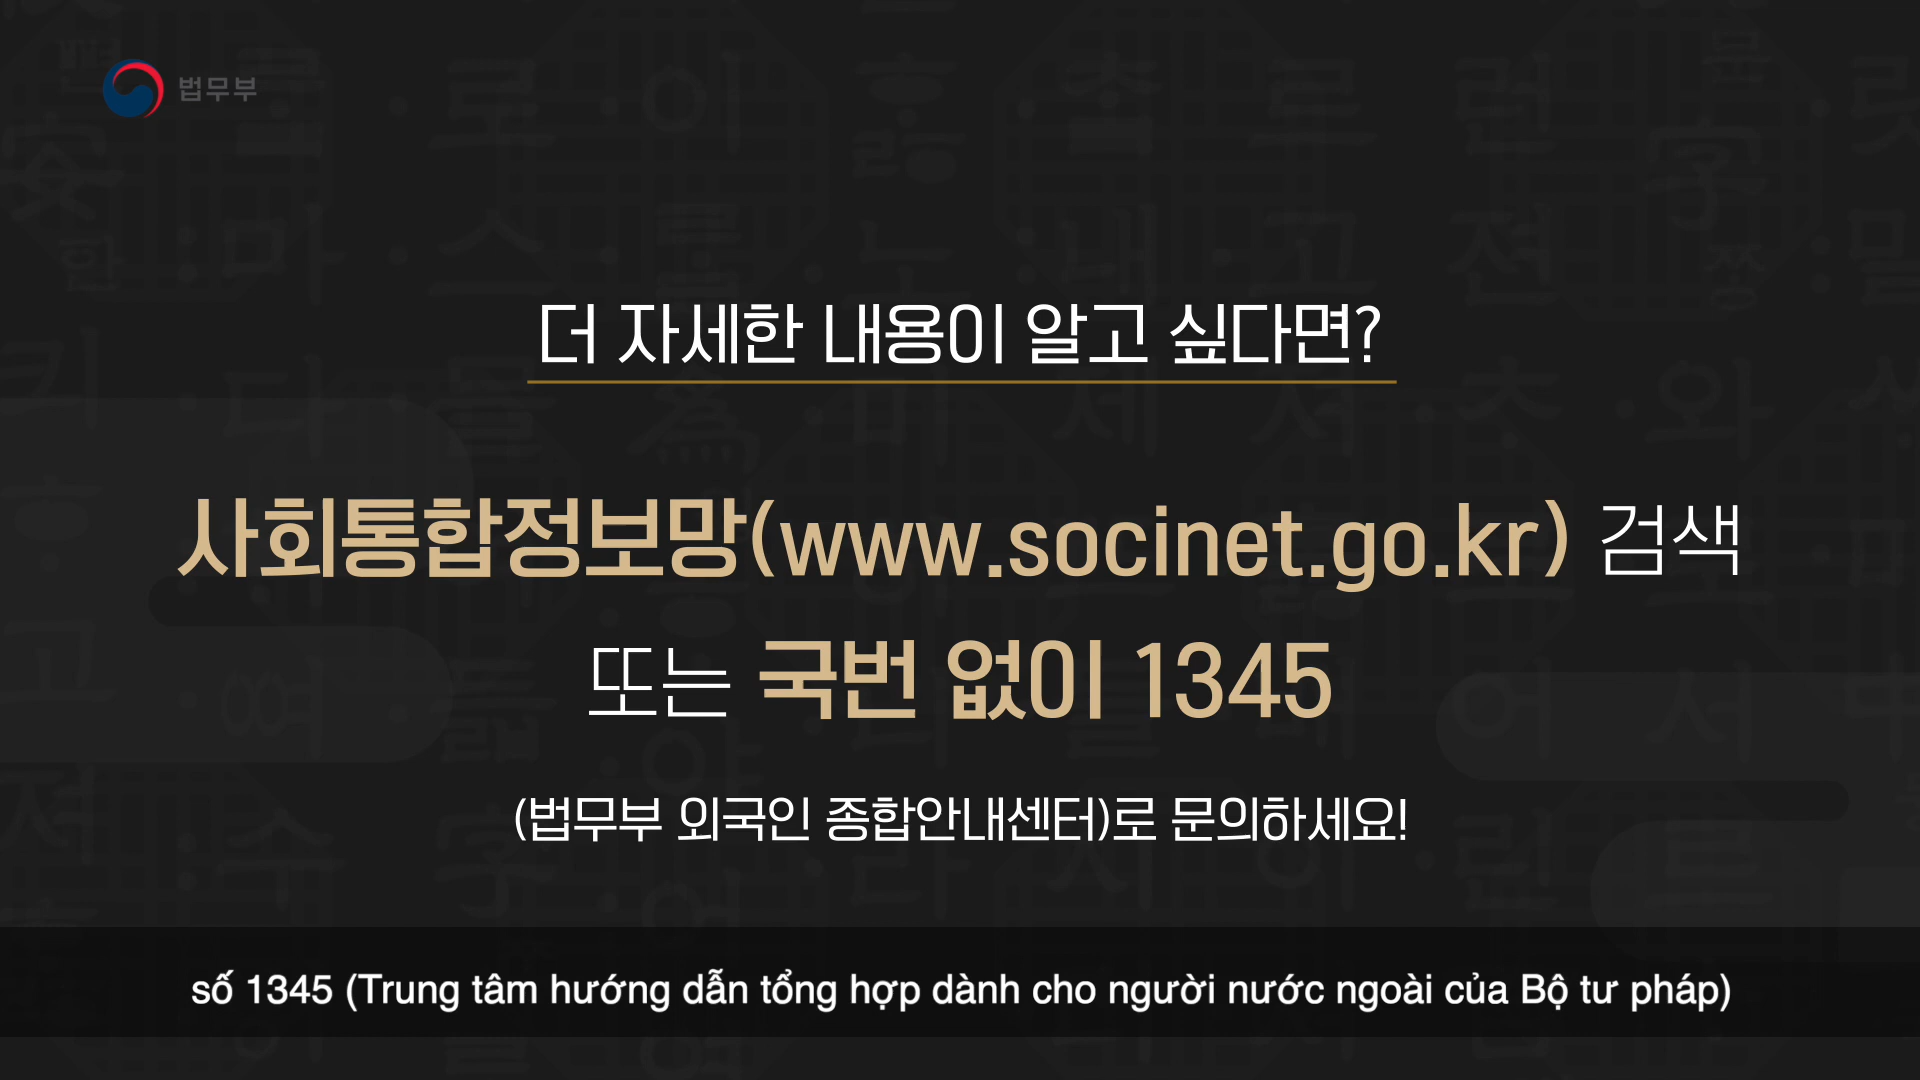 법무부
더 자세한 내용이 알고 싶다면?
사회통합정보망(www.socinet.go.kr) 검색
또는 국번 없이 1345
(법무부 외국인 종합안내센터)로 문의하세요!
số 1345 (Trung tâm hướng dẫn tổng hợp dành cho người nước ngoài của Bộ tư pháp)